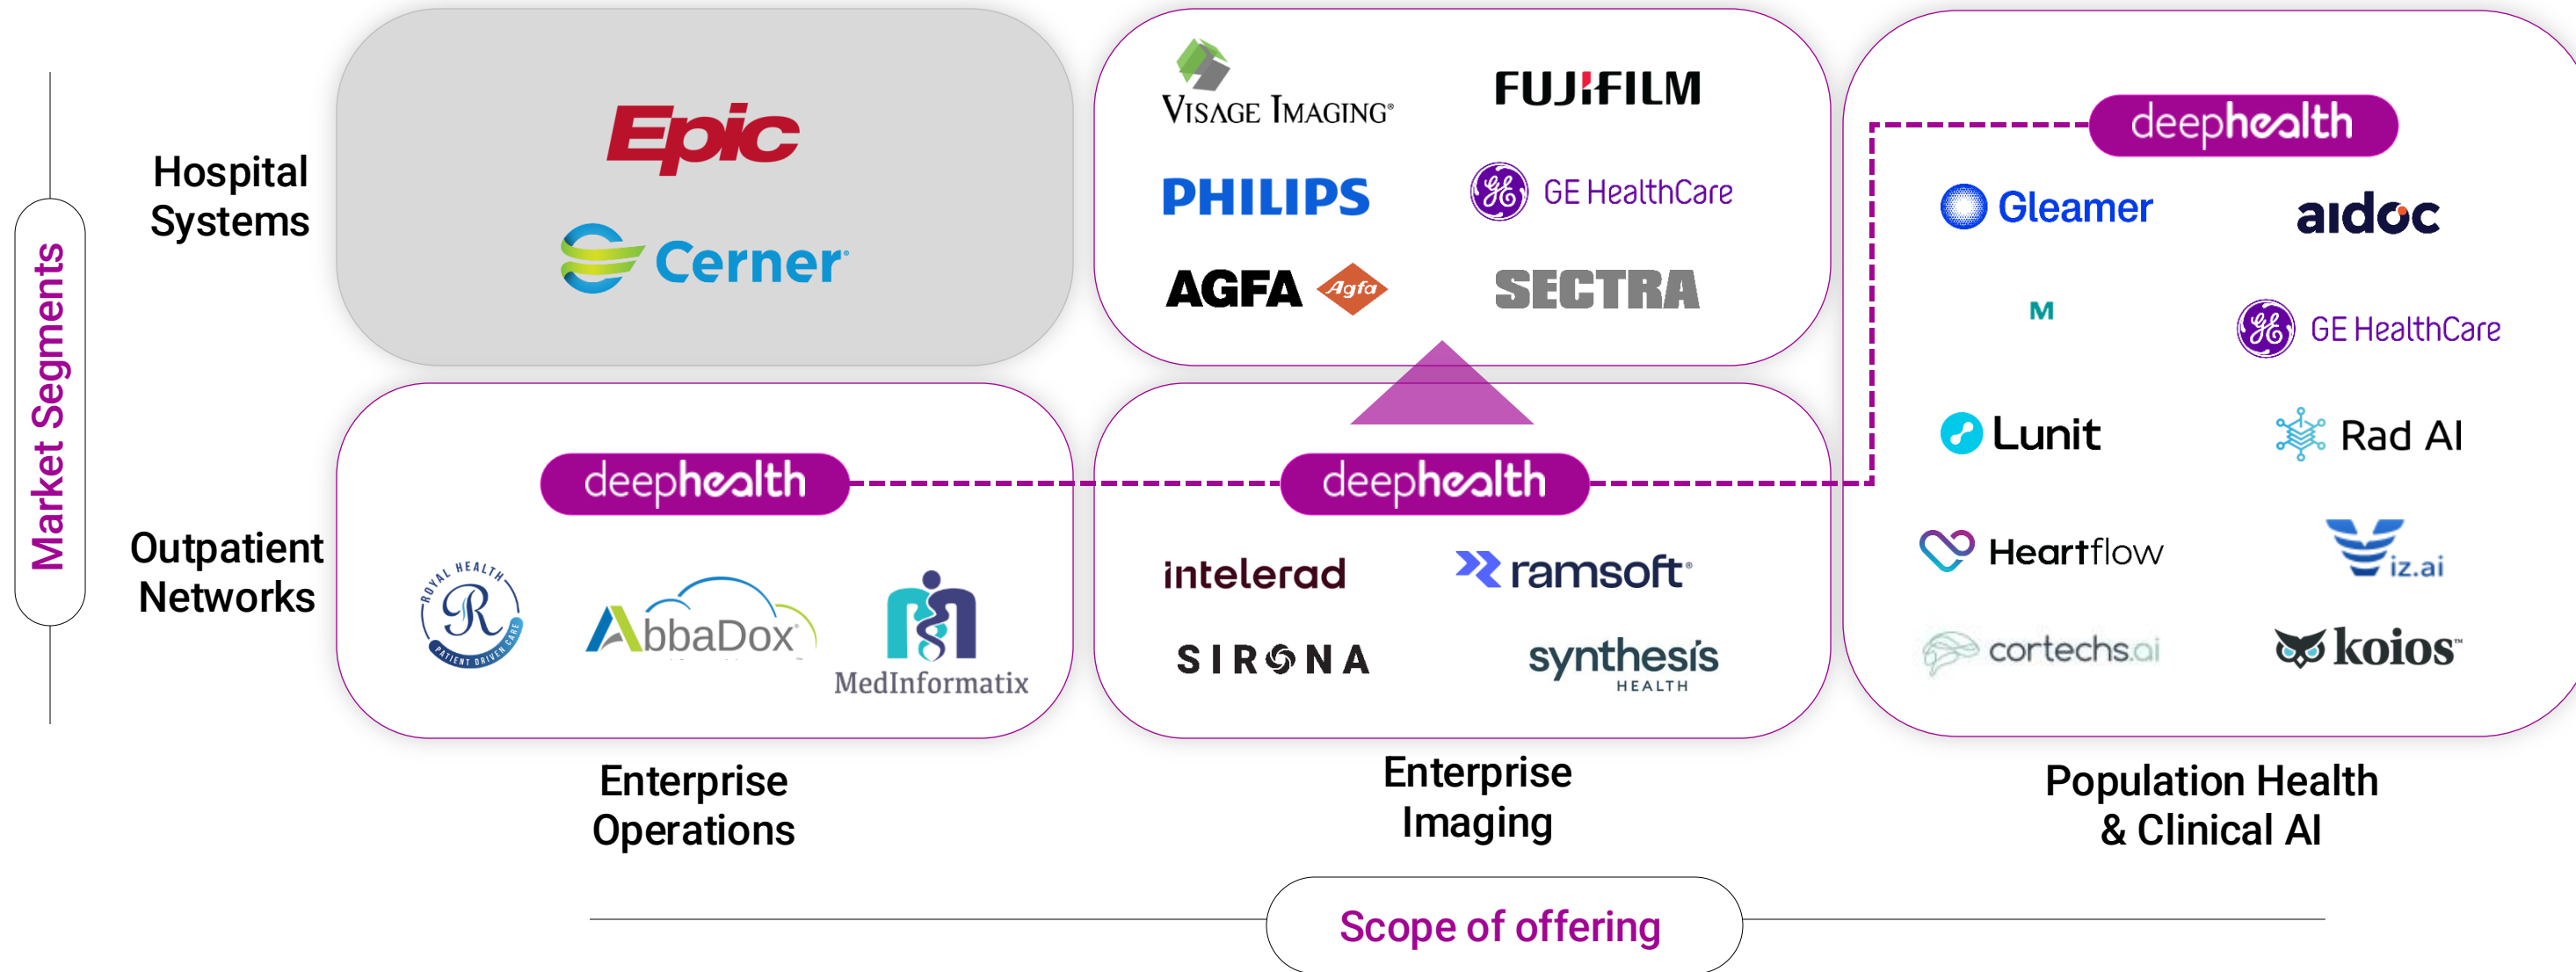 Market Segments
Hospital
Systems
Outpatient
Networks
Epic
Cerner®
VISAGE IMAGING®
FUJIFILM
PHILIPS
GE HealthCare
AGFA Agfa
SECTRA
deephealth
Gleamer
aidoc
M
GE HealthCare
Lunit
Rad AI
Heartflow
Viz.ai
cortechs.ai
koios™
deephealth
ROYAL HEALTH
R
PATIENT DRIVEN CARE
AbbaDox
MedInformatix
deephealth
intelerad
ramsoft®
SIRONA
synthesis
HEALTH
Enterprise
Operations
Enterprise
Imaging
Population Health
& Clinical AI
Scope of offering